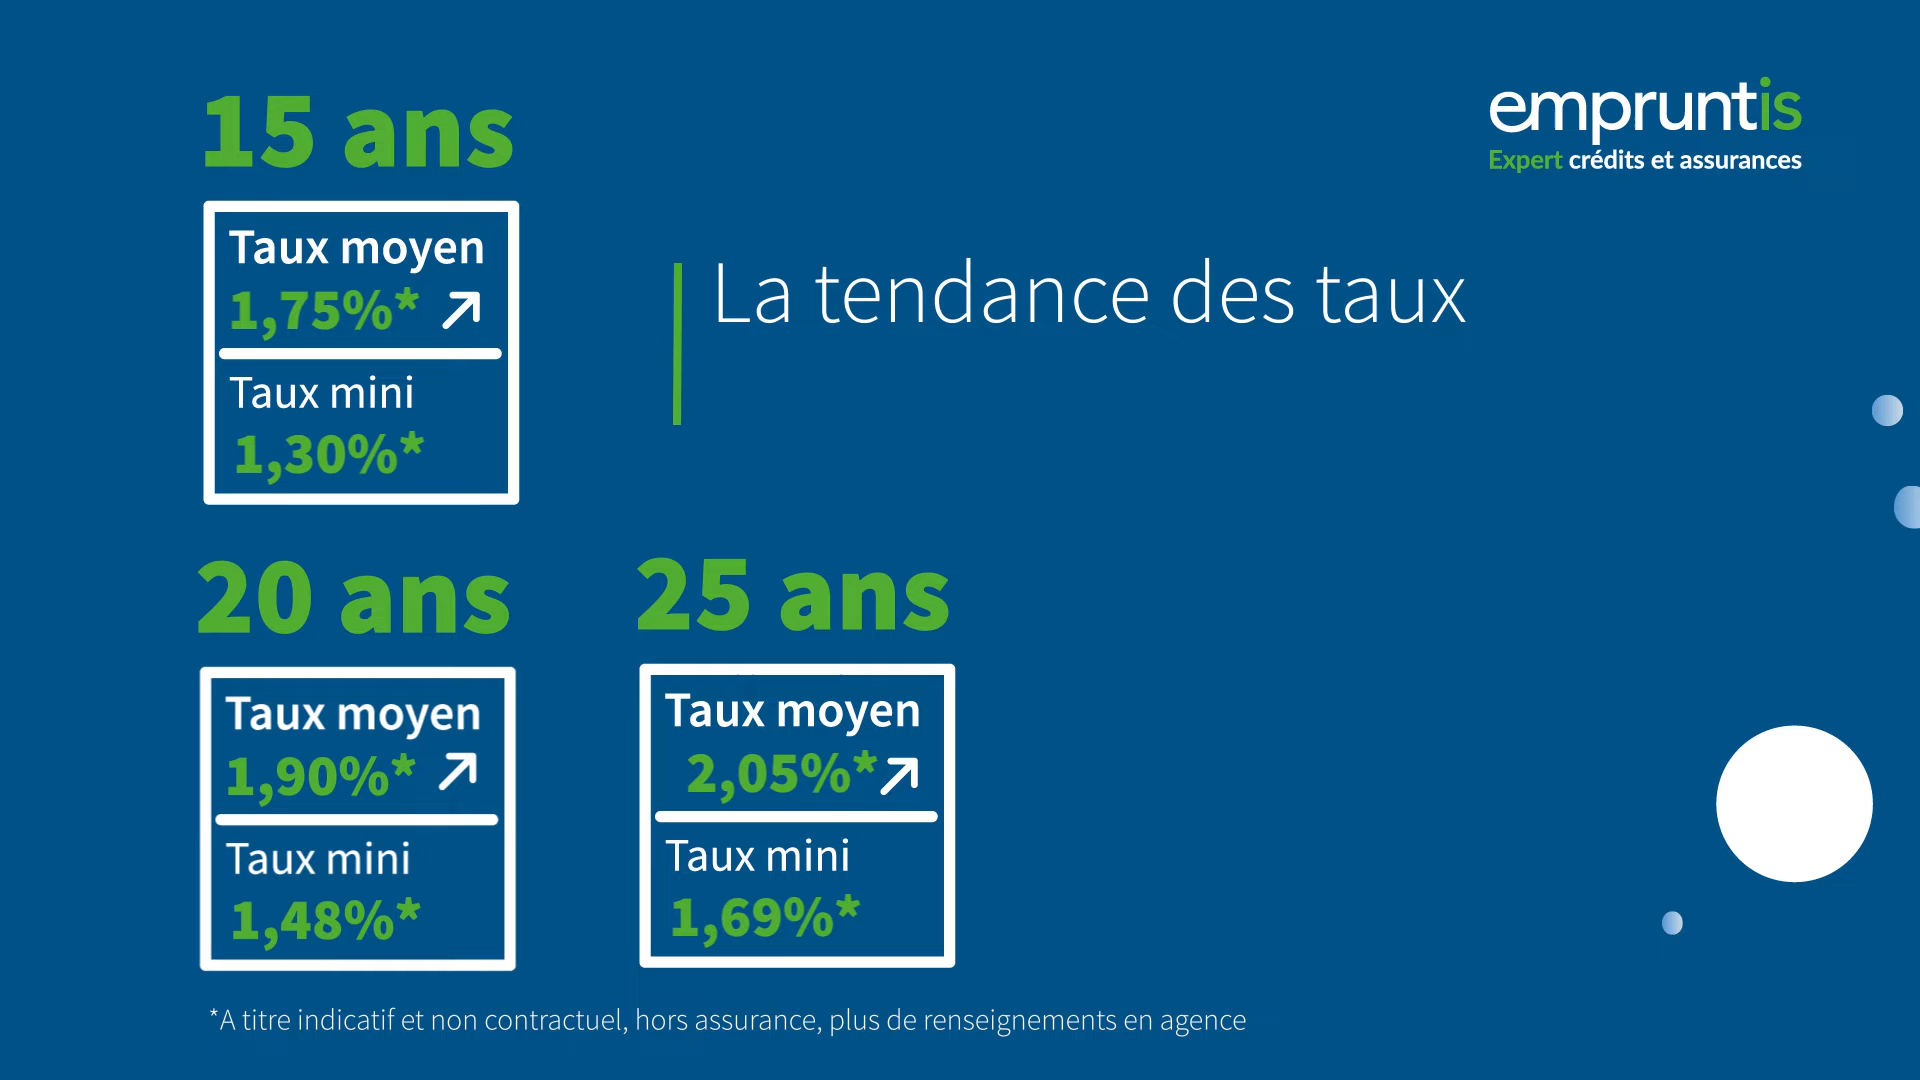 15 ans
Taux moyen
1,75%*
Taux mini
1,30%*
empruntis
Expert crédits et assurances
La tendance des taux
20 ans
Taux moyen
1,90%*
Taux mini
1,48%*
25 ans
Taux moyen
2,05%*
Taux mini
1,69%*
*A titre indicatif et non contractuel, hors assurance, plus de renseignements en agence